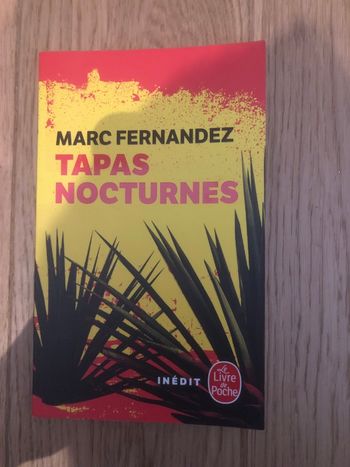 MARC FERNANDEZ
TAPAS
NOCTURNES
INÉDIT
Le
Livre
de
Poche